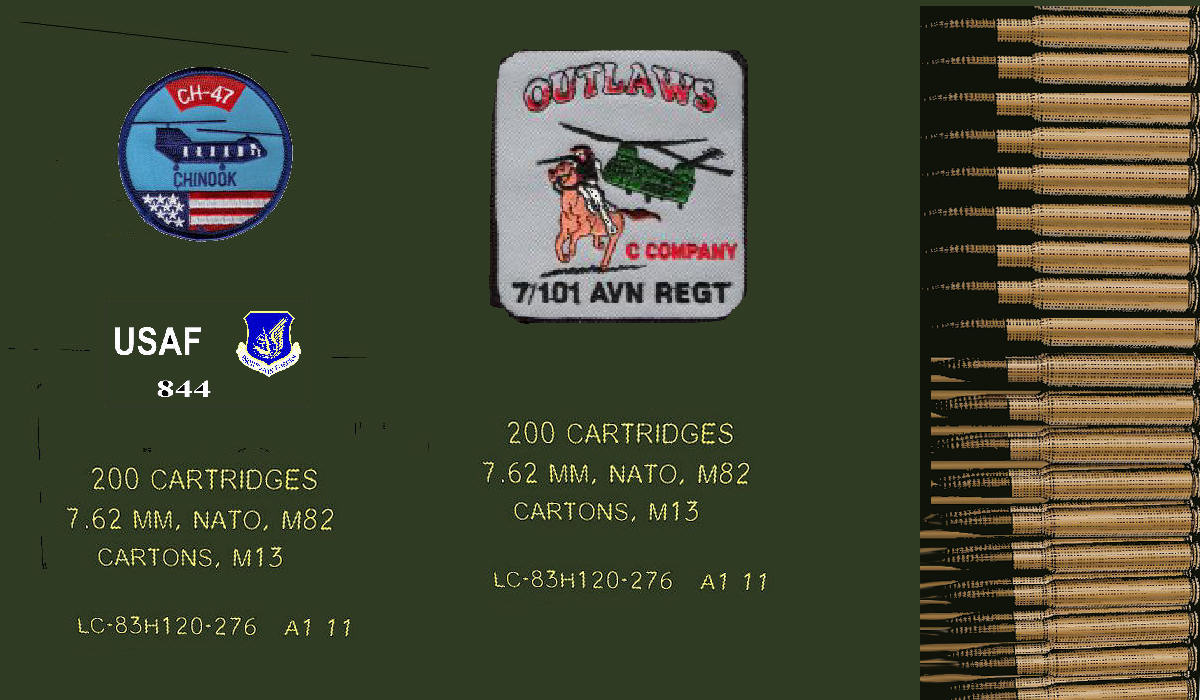 CH-47
CHINOOK
OUTLAWS
C COMPANY
7/101 AVN REGT
USAF
844
200 CARTRIDGES
7.62 MM, NATO, M82
CARTONS, M13
LC-83H120-276 A1 11
200 CARTRIDGES
7.62 MM, NATO, M82
CARTONS, M13
LC-83H120-276 A1 11